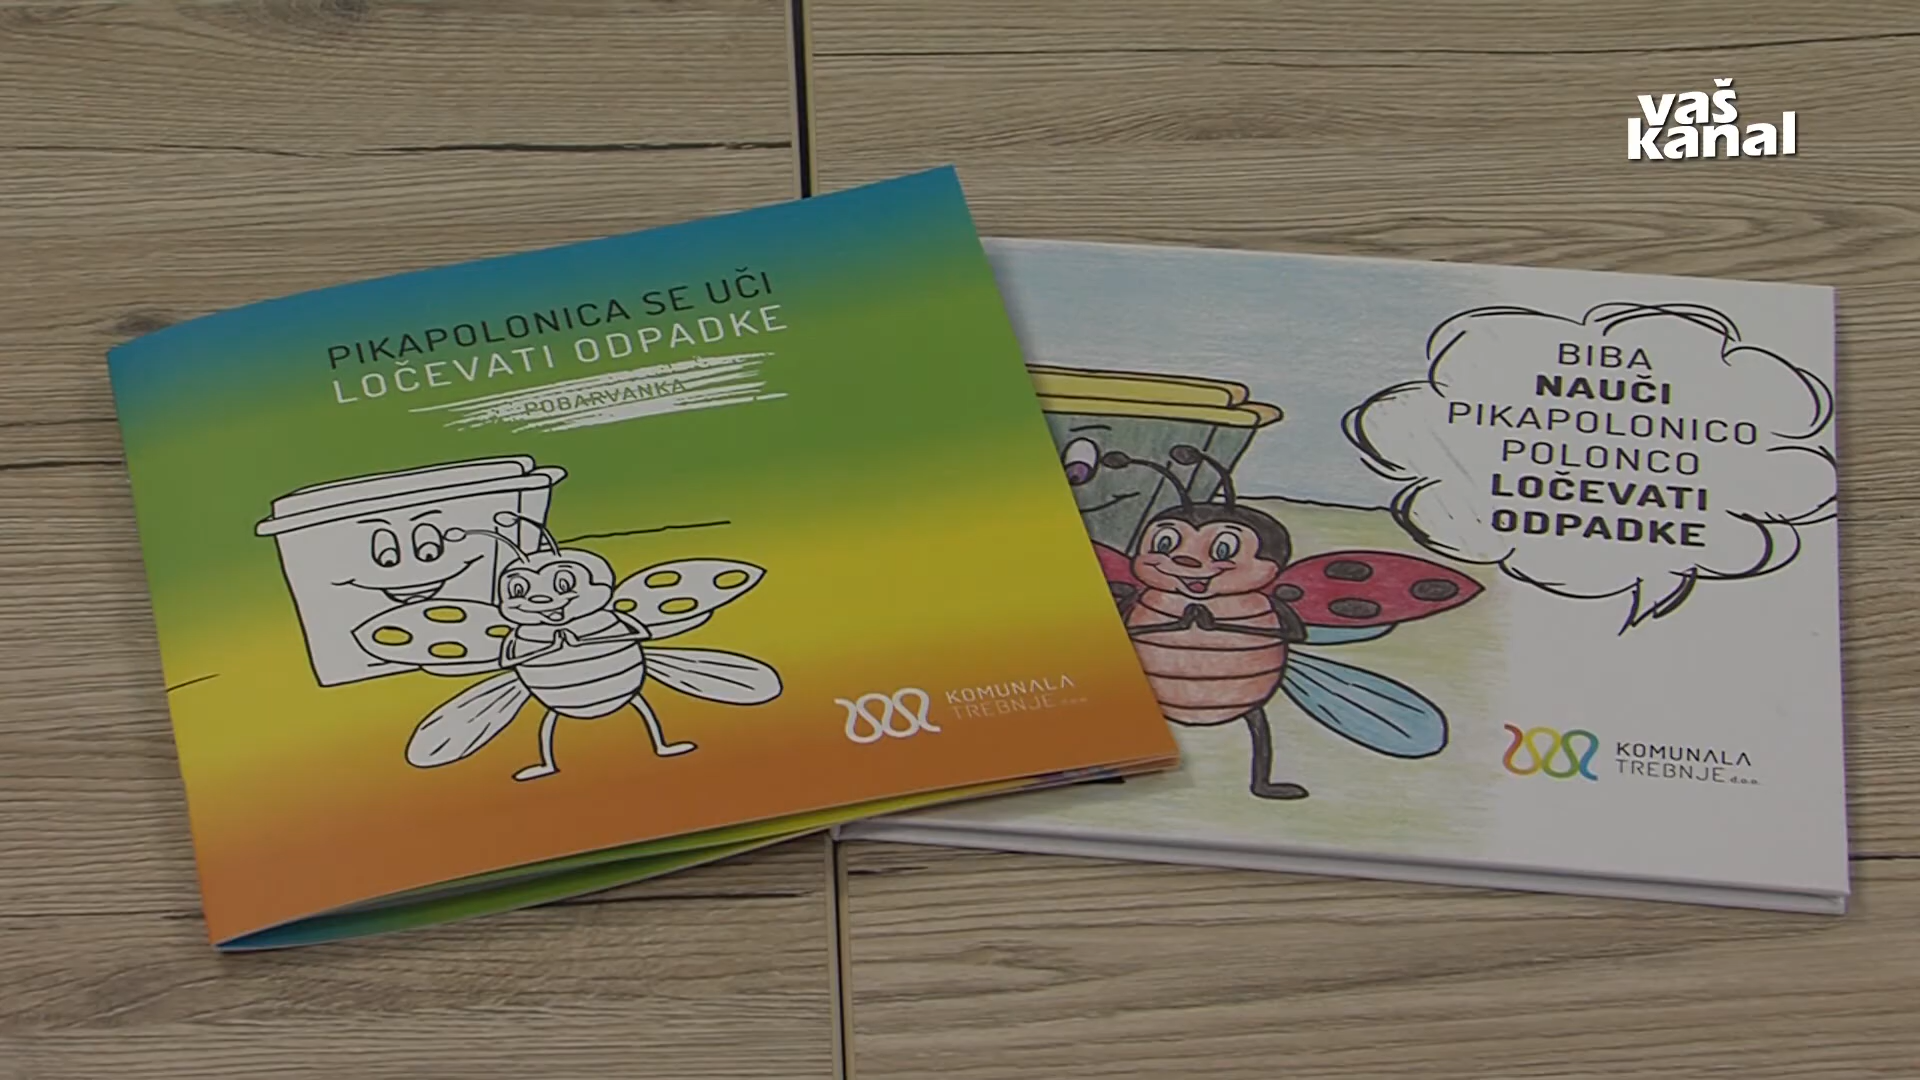 vaš
kanal
PIKAPOLONICA SE UČI
LOČEVATI ODPADKE
POBARVANKA
KOMUNALA
TREBNJE d.o.o.
BIBA
NAUČI
PIKAPOLONICO
POLONCO
LOČEVATI
ODPADKE
KOMUNALA
TREBNJE d.o.o.